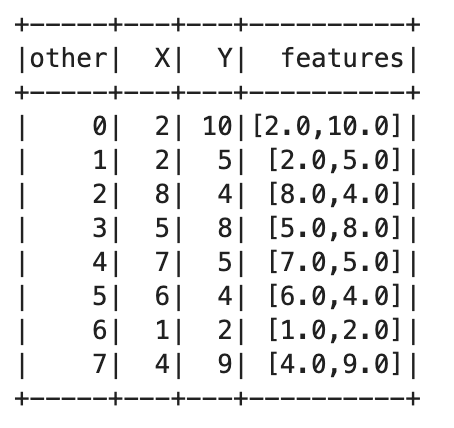 +-----+---+---+----------+
|other|  X|  Y|  features|
+-----+---+---+----------+
|    0|  2| 10|[2.0,10.0]|
|    1|  2|  5| [2.0,5.0]|
|    2|  8|  4| [8.0,4.0]|
|    3|  5|  8| [5.0,8.0]|
|    4|  7|  5| [7.0,5.0]|
|    5|  6|  4| [6.0,4.0]|
|    6|  1|  2| [1.0,2.0]|
|    7|  4|  9| [4.0,9.0]|
+-----+---+---+----------+